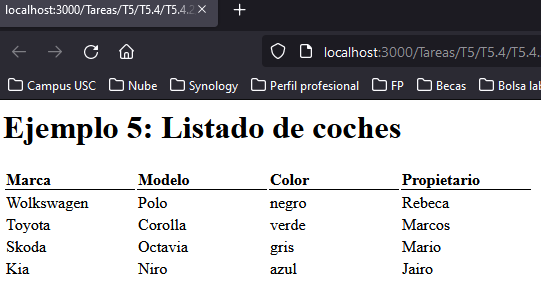 localhost:3000/Tareas/T5/T5.4/T5.4.2
localhost:3000/Tareas/T5/T5.4/T5.4.
Campus USC Nube Synology Perfil profesional FP Becas Bolsa lab
Ejemplo 5: Listado de coches
Marca Modelo Color Propietario
Wolkswagen Polo negro Rebeca
Toyota Corolla verde Marcos
Skoda Octavia gris Mario
Kia Niro azul Jairo